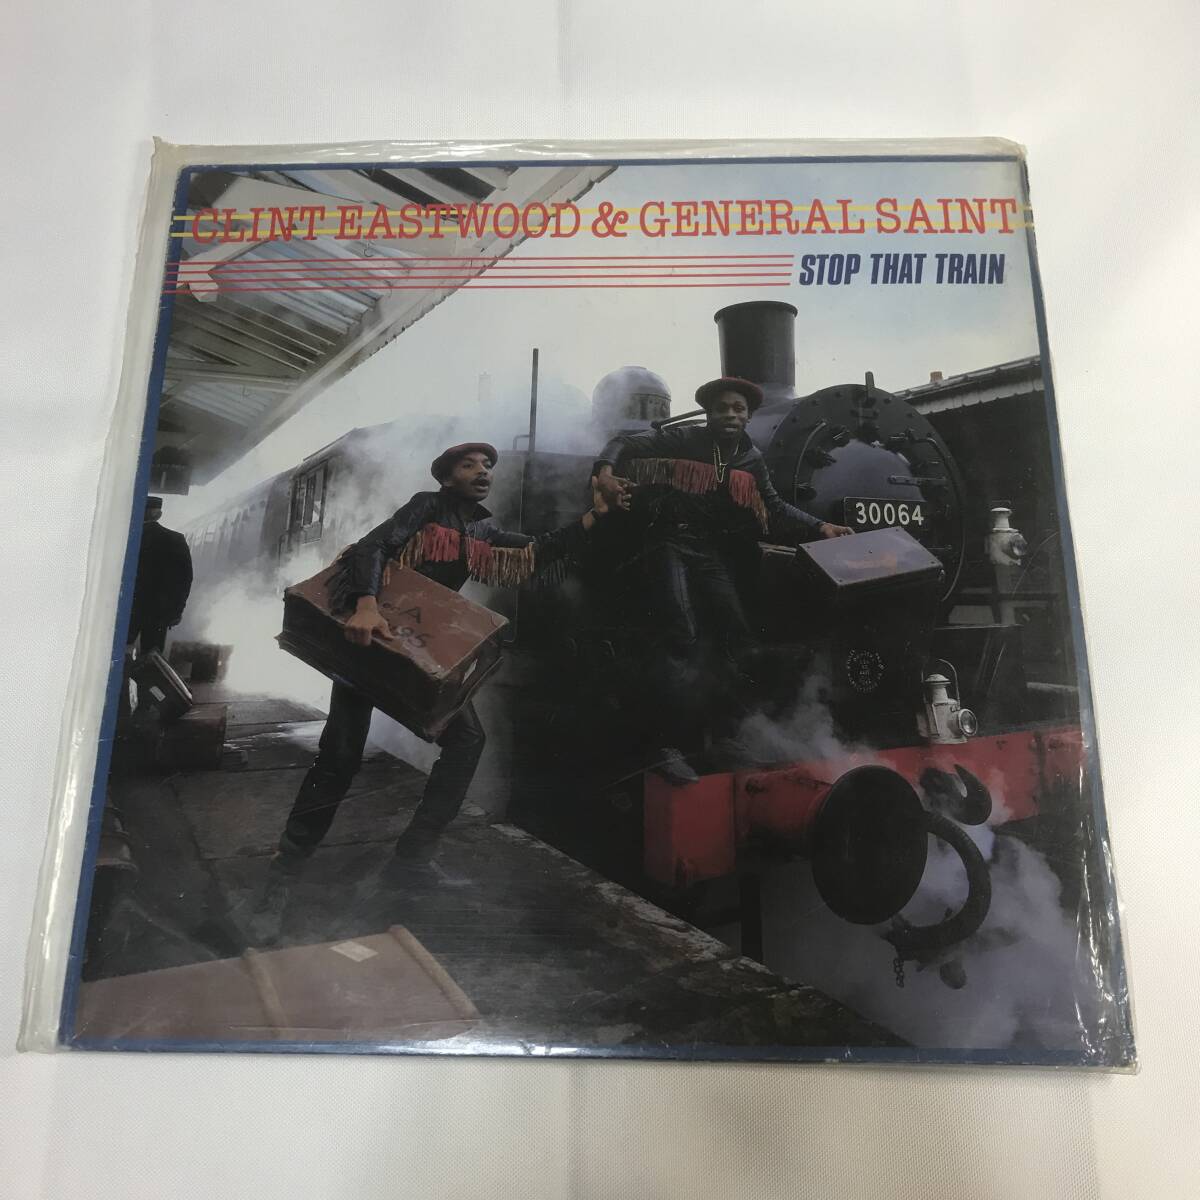 CLINT EASTWOOD & GENERAL SAINT
STOP THAT TRAIN
30064